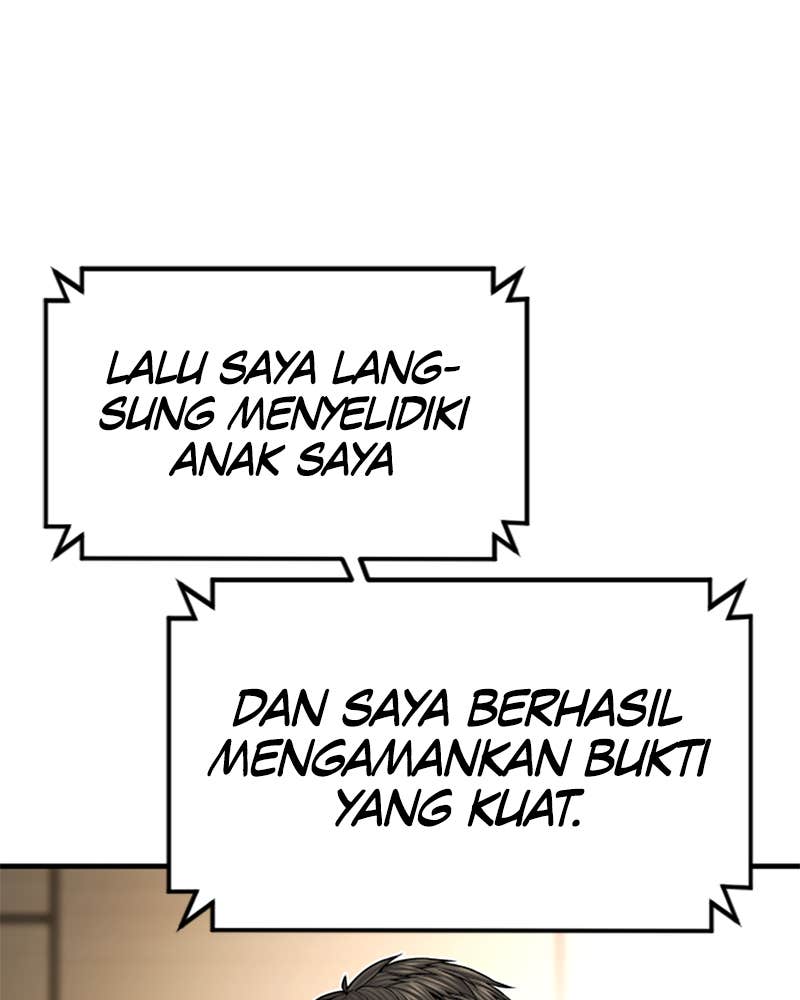 LALU SAYA LANG-
SUNG MENYELIDIKI
ANAK SAYA
DAN SAYA BERHASIL
MENGAMANKAN BUKTI
YANG KUAT.